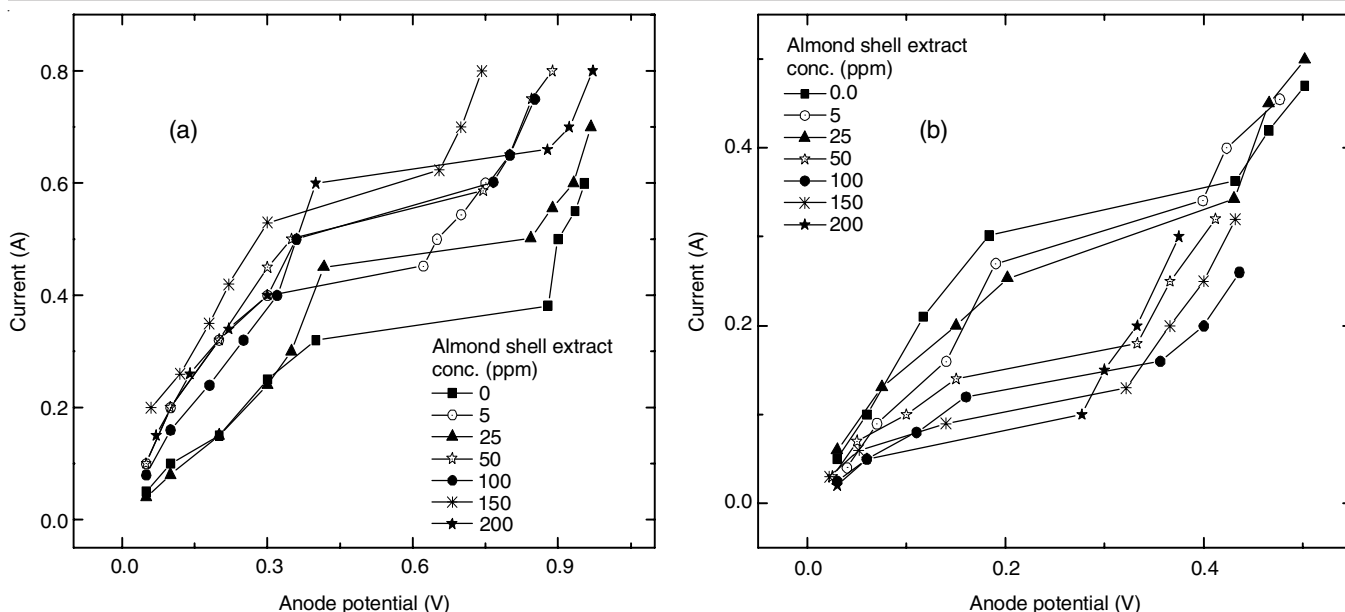 (a)
Current (A)
0.8
0.6
0.4
0.2
0.0
0.0 0.3 0.6 0.9
Anode potential (V)
Almond shell extract
conc. (ppm)
0
5
25
50
100
150
200
(b)
Current (A)
0.4
0.2
0.0
0.0 0.2 0.4
Anode potential (V)
Almond shell extract
conc. (ppm)
0.0
5
25
50
100
150
200